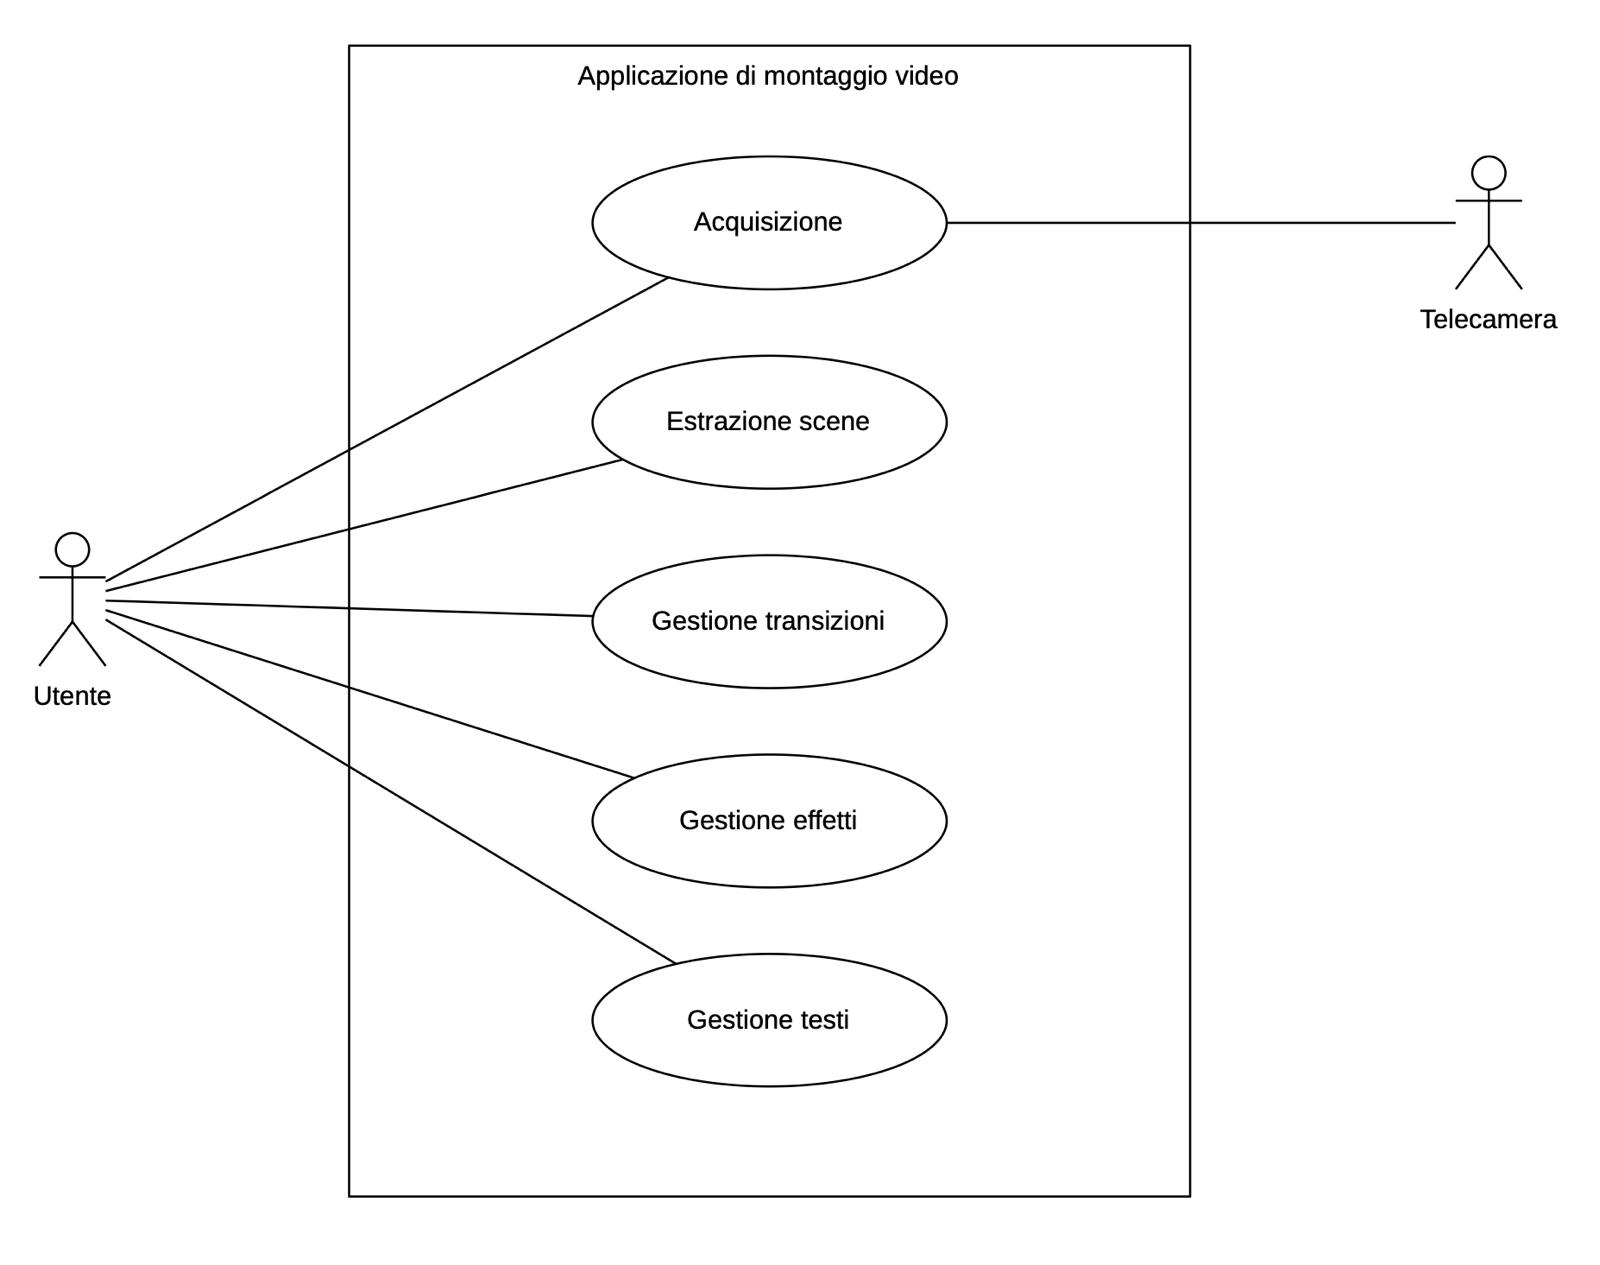 Applicazione di montaggio video
Acquisizione
Telecamera
Estrazione scene
Gestione transizioni
Utente
Gestione effetti
Gestione testi